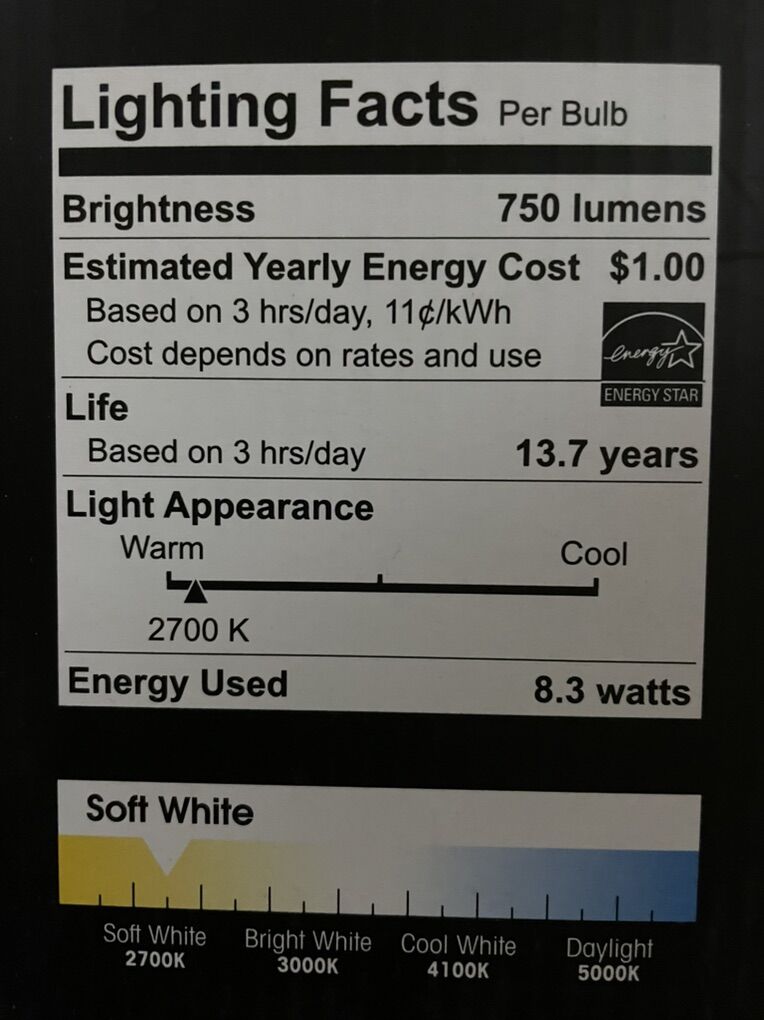 Lighting Facts Per Bulb
Brightness 750 lumens
Estimated Yearly Energy Cost $1.00
Based on 3 hrs/day, 11¢/kWh
Cost depends on rates and use
energy
ENERGY STAR
Life
Based on 3 hrs/day 13.7 years
Light Appearance
Warm Cool
2700 K
Energy Used 8.3 watts
Soft White
Soft White Bright White Cool White Daylight
2700K 3000K 4100K 5000K